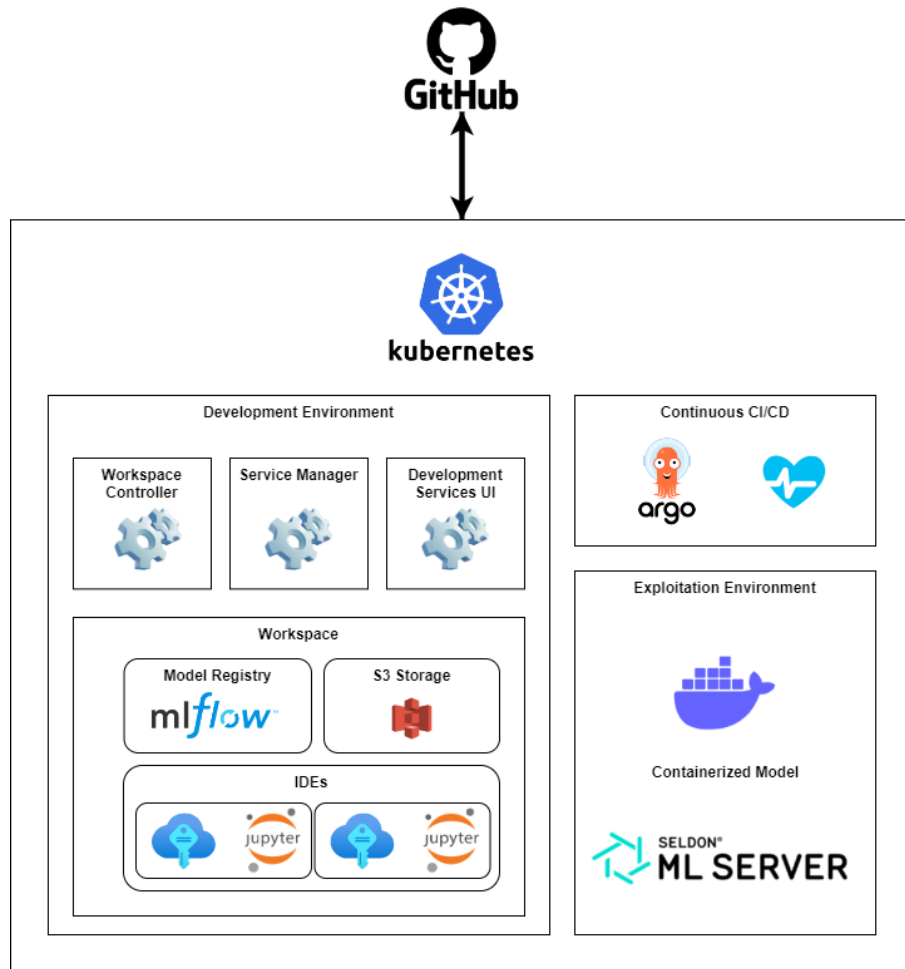 GitHub
kubernetes
Development Environment
Workspace
Controller
Service Manager
Development
Services UI
Workspace
Model Registry
mlflow™
S3 Storage
IDEs
jupyter
jupyter
Continuous CI/CD
argo
Exploitation Environment
Containerized Model
SELDON®
ML SERVER